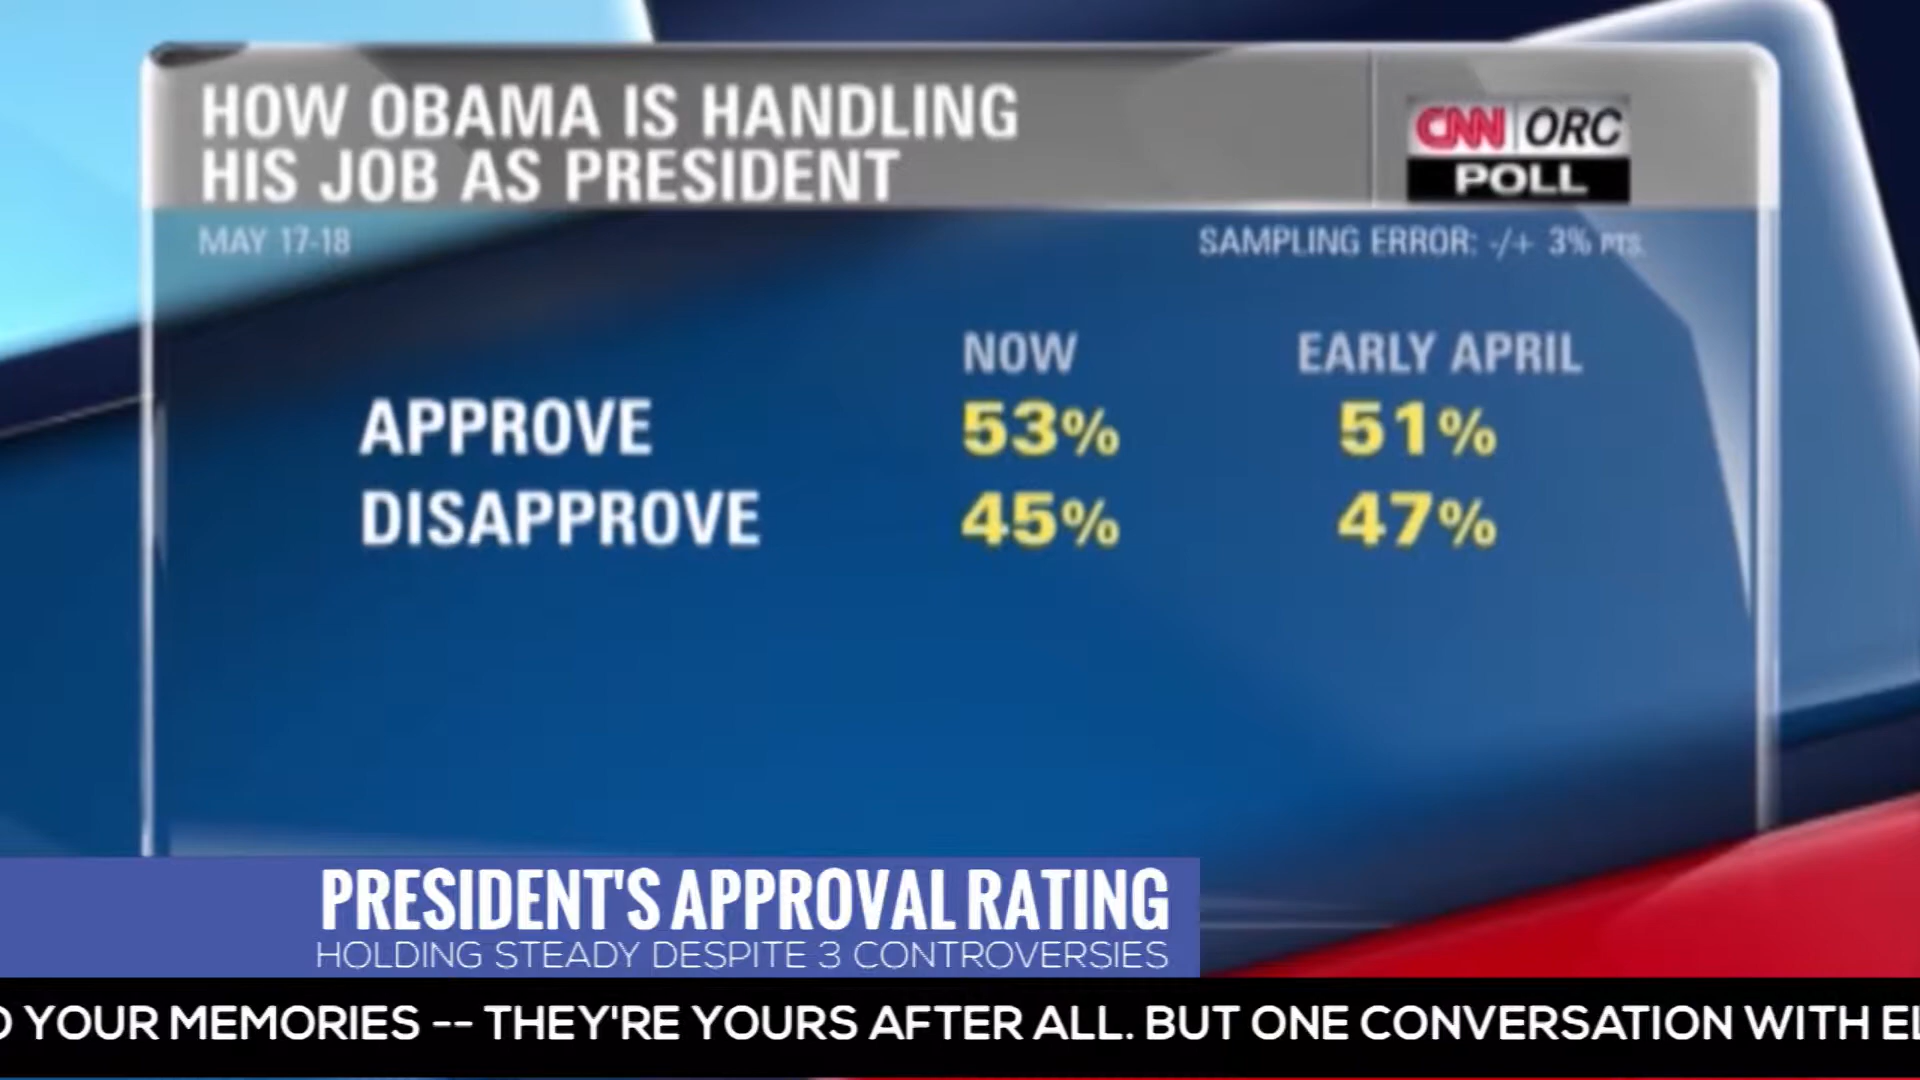 HOW OBAMA IS HANDLING
HIS JOB AS PRESIDENT
CNN ORC
POLL
MAY 17-18
SAMPLING ERROR: -/+ 3% PTS.
NOW EARLY APRIL
APPROVE 53% 51%
DISAPPROVE 45% 47%
PRESIDENT'S APPROVAL RATING
HOLDING STEADY DESPITE 3 CONTROVERSIES
YOUR MEMORIES -- THEY'RE YOURS AFTER ALL. BUT ONE CONVERSATION WITH